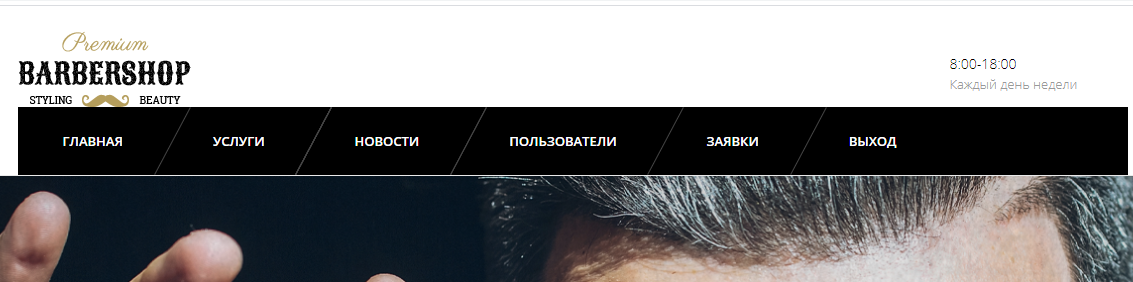 Premium
BARBERSHOP
STYLING BEAUTY
8:00-18:00
Каждый день недели
ГЛАВНАЯ УСЛУГИ НОВОСТИ ПОЛЬЗОВАТЕЛИ ЗАЯВКИ ВЫХОД